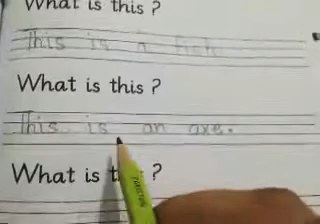 What is this ?
This is a fish
What is this ?
This is an axe.
What is t ?